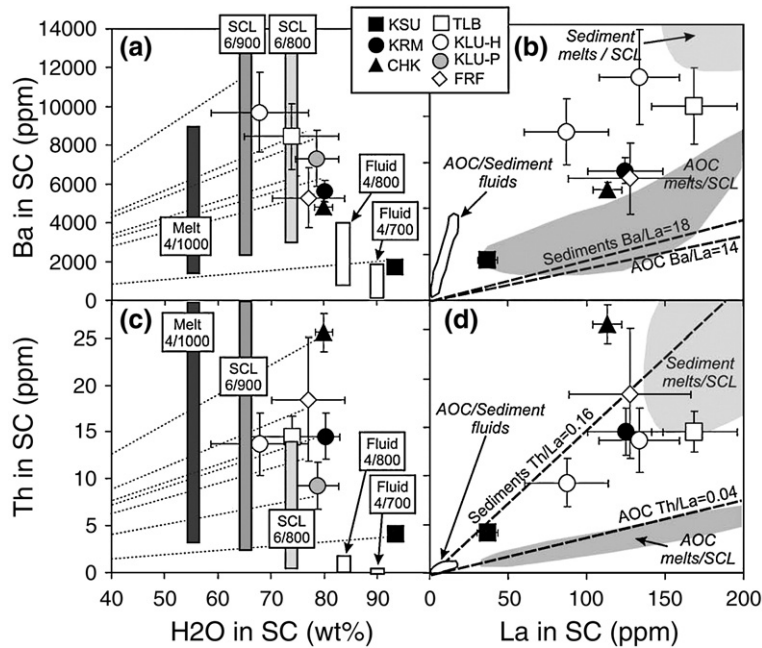 SCL
6/900
SCL
6/800
KSU
KRM
CHK
TLB
KLU-H
KLU-P
FRF
(a)
14000
12000
10000
8000
6000
4000
2000
0
Ba in SC (ppm)
Melt
4/1000
Fluid
4/800
Fluid
4/700
(b)
Sediment
melts / SCL
AOC/Sediment
fluids
AOC
melts/SCL
Sediments Ba/La=18
AOC Ba/La=14
(c)
25
20
15
10
5
0
Th in SC (ppm)
Melt
4/1000
SCL
6/900
SCL
6/800
Fluid
4/800
Fluid
4/700
40 50 60 70 80 90
H2O in SC (wt%)
(d)
Sediment
melts/SCL
AOC/Sediment
fluids
Sediments Th/La=0.16
AOC Th/La=0.04
AOC
melts/SCL
0 50 100 150 200
La in SC (ppm)